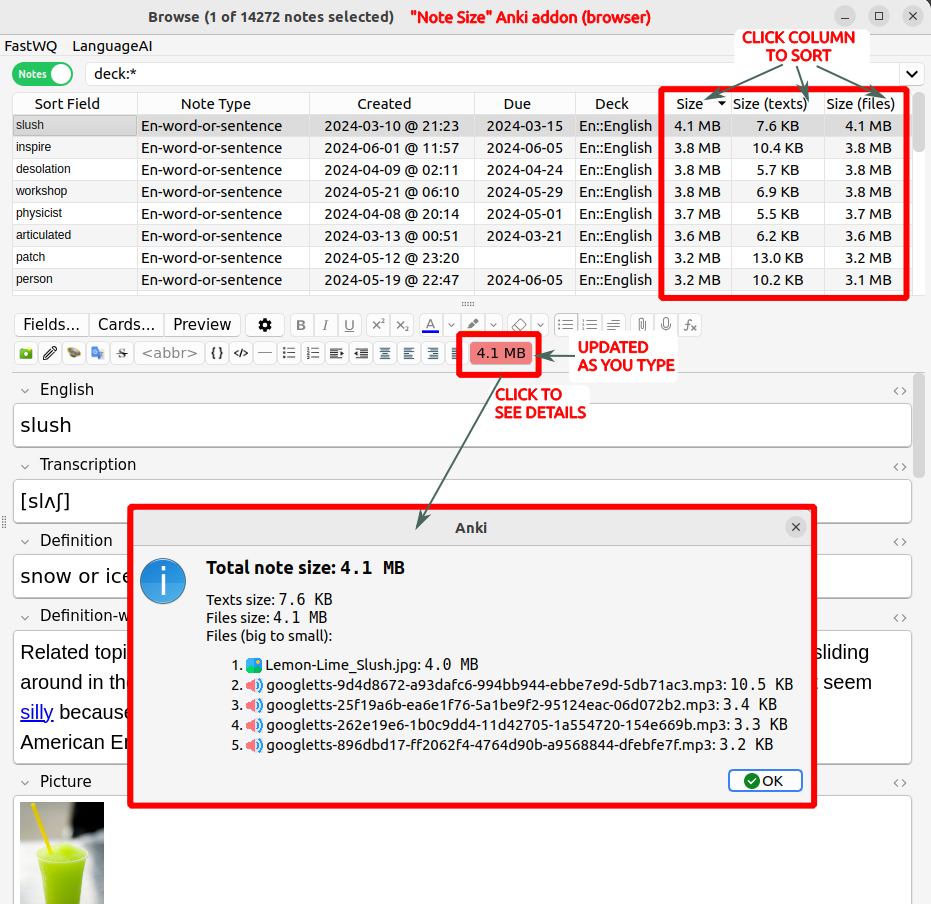 Browse (1 of 14272 notes selected) "Note Size" Anki addon (browser)
FastWQ LanguageAI
CLICK COLUMN
TO SORT
Notes deck:*
Sort Field Note Type Created Due Deck Size Size (texts) Size (files)
slush En-word-or-sentence 2024-03-10 @ 21:23 2024-03-15 En::English 4.1 MB 7.6 KB 4.1 MB
inspire En-word-or-sentence 2024-06-01 @ 11:57 2024-06-05 En::English 3.8 MB 10.4 KB 3.8 MB
desolation En-word-or-sentence 2024-04-09 @ 02:11 2024-04-24 En::English 3.8 MB 5.7 KB 3.8 MB
workshop En-word-or-sentence 2024-05-21 @ 06:10 2024-05-29 En::English 3.8 MB 6.9 KB 3.8 MB
physicist En-word-or-sentence 2024-04-08 @ 20:14 2024-05-01 En::English 3.7 MB 5.5 KB 3.7 MB
articulated En-word-or-sentence 2024-03-13 @ 00:51 2024-03-21 En::English 3.6 MB 6.2 KB 3.6 MB
patch En-word-or-sentence 2024-05-12 @ 23:20 En::English 3.2 MB 13.0 KB 3.2 MB
person En-word-or-sentence 2024-05-19 @ 22:47 2024-06-05 En::English 3.2 MB 10.2 KB 3.1 MB
Fields... Cards... Preview B I U x² x₂ A fx
S <abbr> {} </> 4.1 MB
UPDATED
AS YOU TYPE
CLICK TO
SEE DETAILS
English <>
slush
Transcription <>
[slʌʃ]
Definition <>
snow or ice
Definition-w <>
Related topi sliding
around in the t seem
silly because
American En
Anki
Total note size: 4.1 MB
Texts size: 7.6 KB
Files size: 4.1 MB
Files (big to small):
1. Lemon-Lime_Slush.jpg: 4.0 MB
2. googletts-9d4d8672-a93dafc6-994bb944-ebbe7e9d-5db71ac3.mp3: 10.5 KB
3. googletts-25f19a6b-ea6e1f76-5a1be9f2-95124eac-06d072b2.mp3: 3.4 KB
4. googletts-262e19e6-1b0c9dd4-11d42705-1a554720-154e669b.mp3: 3.3 KB
5. googletts-896dbd17-ff2062f4-4764d90b-a9568844-dfebfe7f.mp3: 3.2 KB
OK
Picture <>